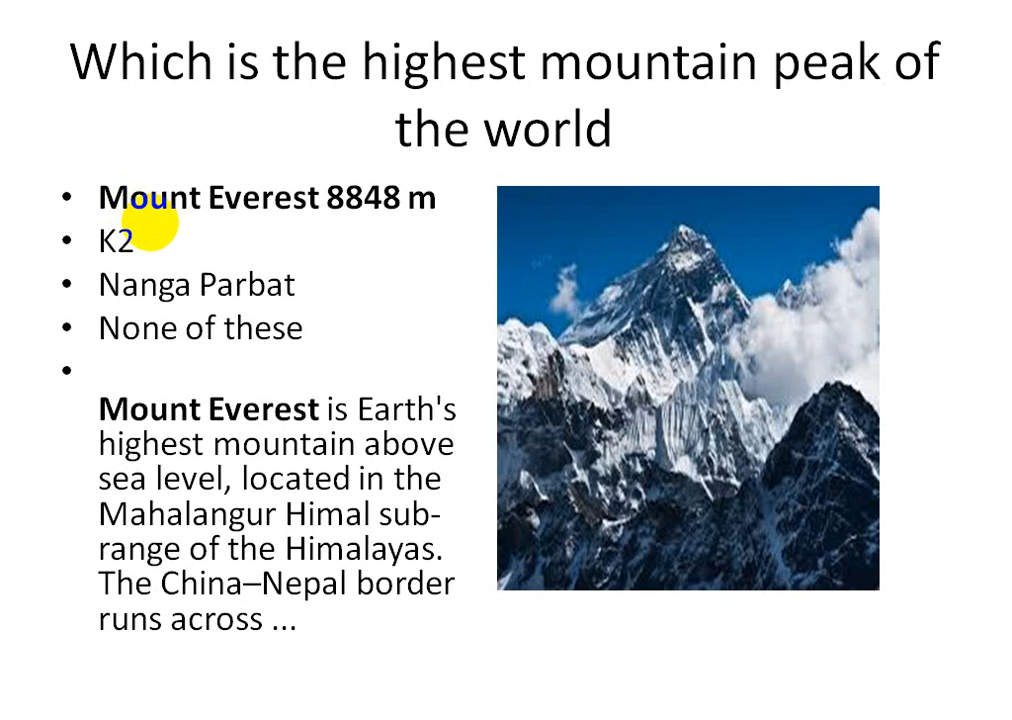 Which is the highest mountain peak of
the world
• Mount Everest 8848 m
• K2
• Nanga Parbat
• None of these
•
Mount Everest is Earth's
highest mountain above
sea level, located in the
Mahalangur Himal sub-
range of the Himalayas.
The China–Nepal border
runs across ...